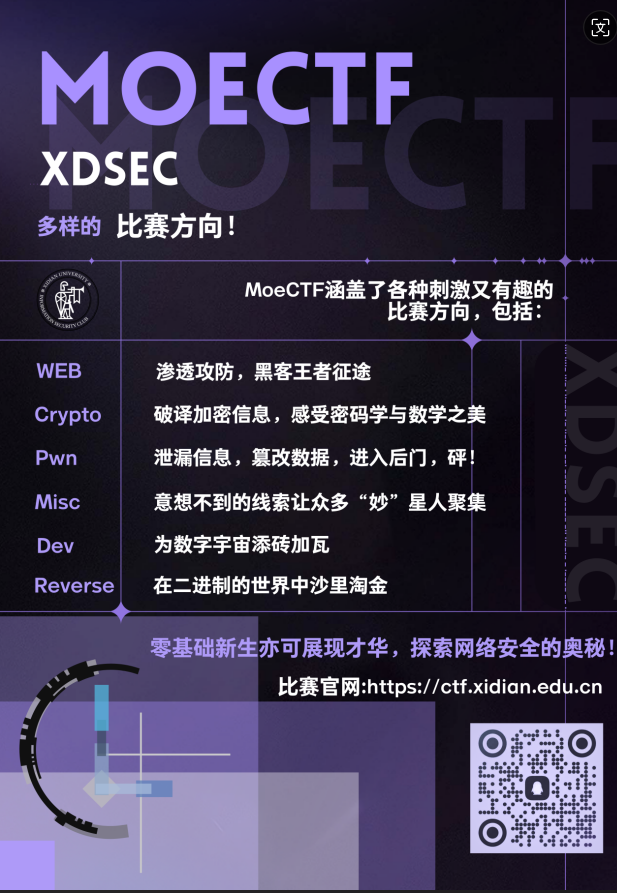 MOECTF
MOECTF
XDSEC
多样的 比赛方向!
XIDIAN UNIVERSITY
INFORMATION SECURITY CLUB
MoeCTF涵盖了各种刺激又有趣的
比赛方向，包括：
WEB 渗透攻防，黑客王者征途
Crypto 破译加密信息，感受密码学与数学之美
Pwn 泄漏信息，篡改数据，进入后门，砰！
Misc 意想不到的线索让众多“妙”星人聚集
Dev 为数字宇宙添砖加瓦
Reverse 在二进制的世界中沙里淘金
XDSEC
零基础新生亦可展现才华，探索网络安全的奥秘！
比赛官网:https://ctf.xidian.edu.cn